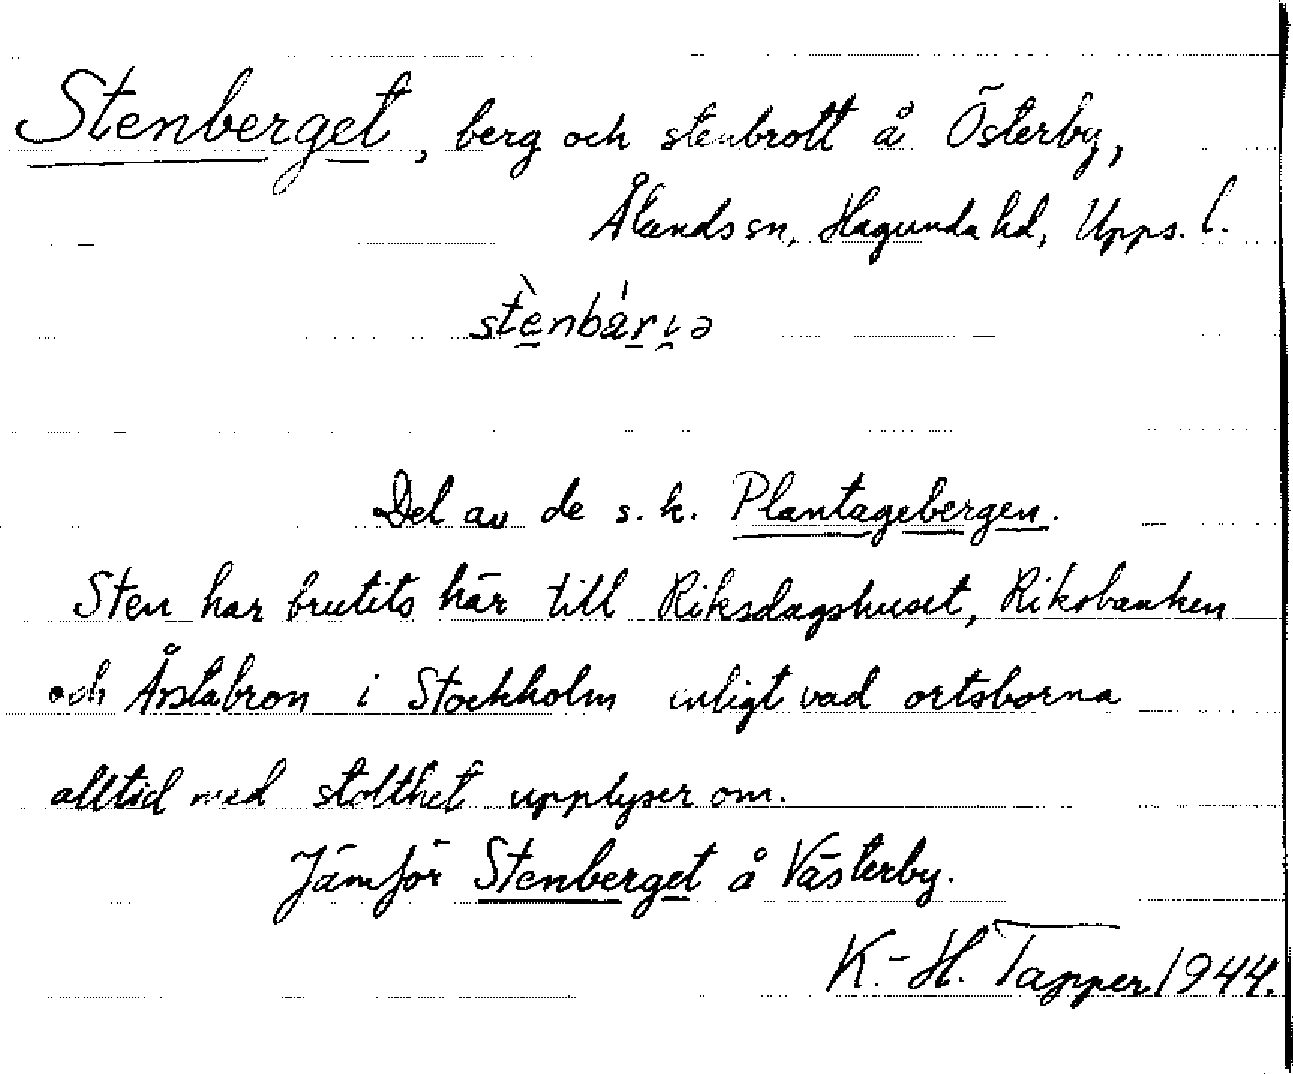 Stenberget, berg och stenbrott å Österby,
Ålands sn, Hagunda hd, Upps. l.
stènbárịə
Del av de s.k. Plantagebergen.
Sten har brutits här till Riksdagshuset, Riksbanken
och Årstabron i Stockholm enligt vad ortsborna
alltid med stolthet upplyser om.
Jämför Stenberget å Västerby.
K.-H. Tapper 1944.